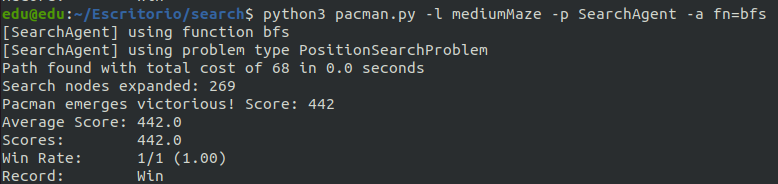 Record: Win
edu@edu:~/Escritorio/search$ python3 pacman.py -l mediumMaze -p SearchAgent -a fn=bfs
[SearchAgent] using function bfs
[SearchAgent] using problem type PositionSearchProblem
Path found with total cost of 68 in 0.0 seconds
Search nodes expanded: 269
Pacman emerges victorious! Score: 442
Average Score: 442.0
Scores:        442.0
Win Rate:      1/1 (1.00)
Record:        Win